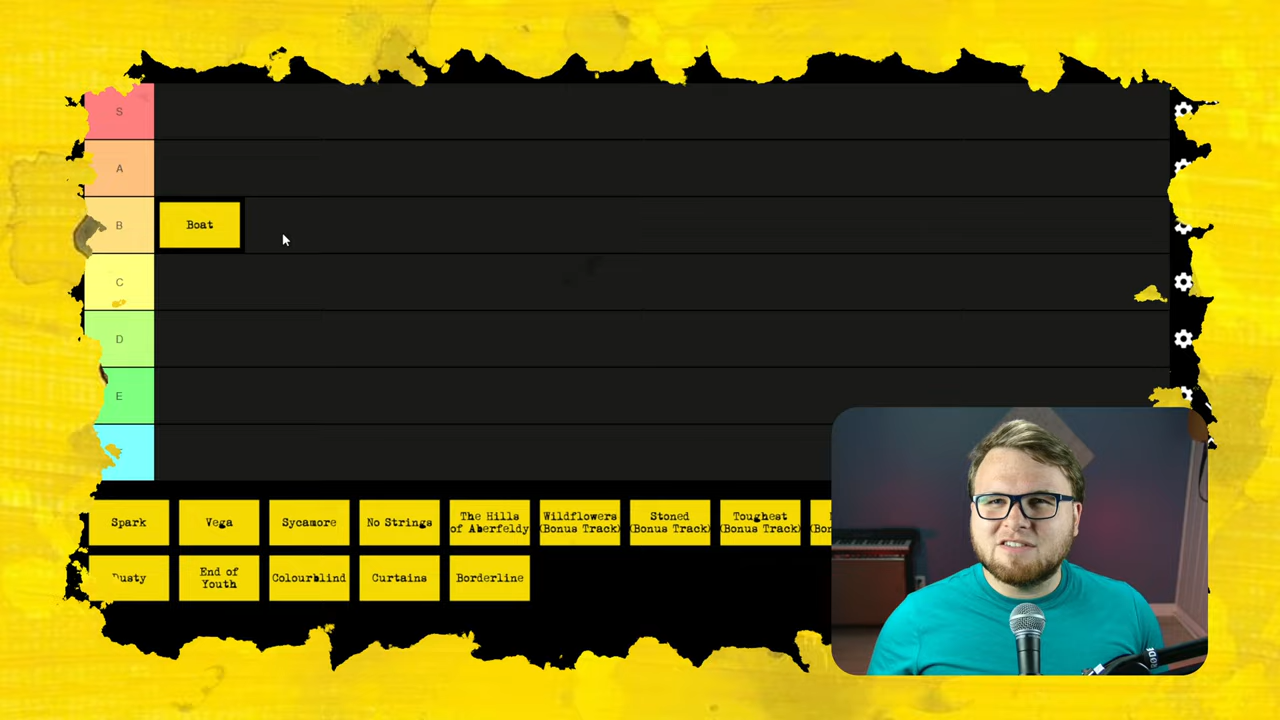 S
A
B
Boat
C
D
E
Spark
Vega
Sycamore
No Strings
The Hills
of Aberfeldy
Wildflowers
(Bonus Track)
Stoned
(Bonus Track)
Toughest
(Bonus Track)
Dusty
End of
Youth
Colourblind
Curtains
Borderline
RØDE